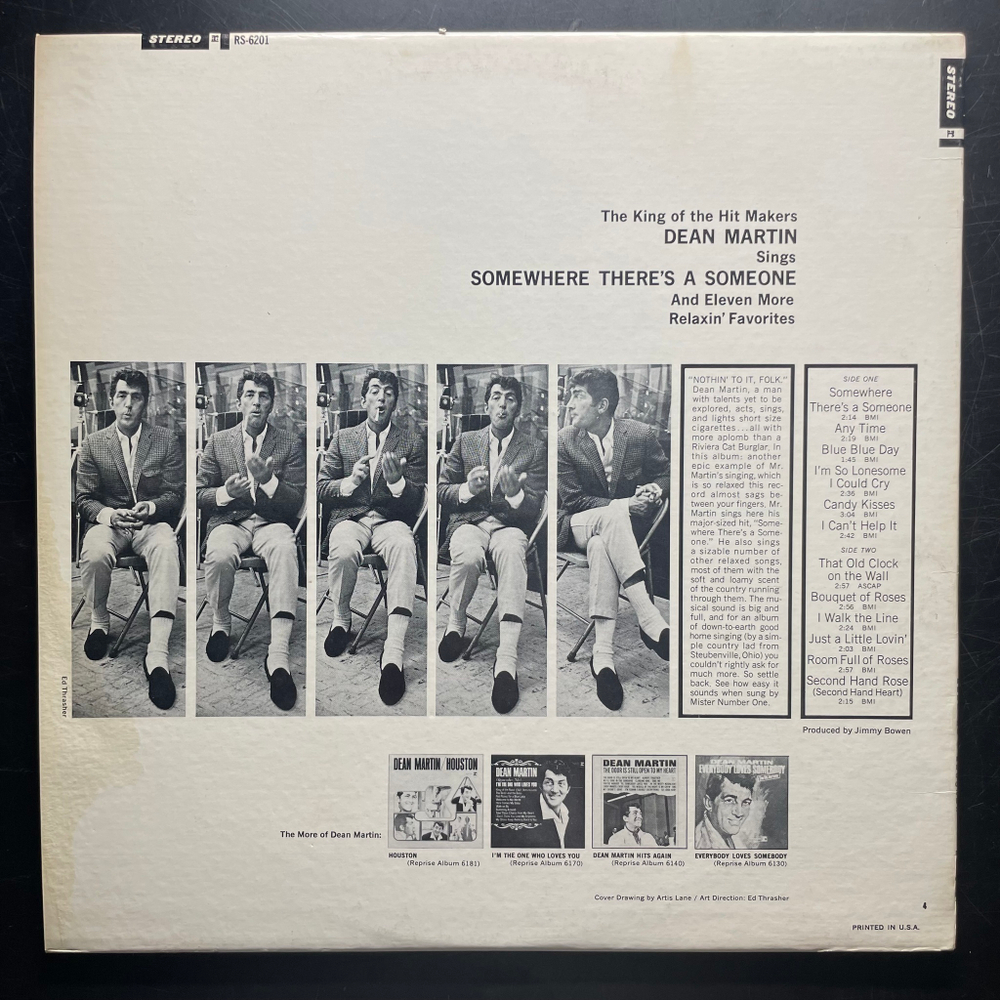 STEREO RS-6201
STEREO
The King of the Hit Makers
DEAN MARTIN
Sings
SOMEWHERE THERE'S A SOMEONE
And Eleven More
Relaxin' Favorites
"NOTHIN' TO IT, FOLK."
Dean Martin, a man
with talents yet to be
explored, acts, sings,
and lights short size
cigarettes...all with
more aplomb than a
Riviera Cat Burglar. In
this album: another
epic example of Mr.
Martin's singing, which
is so relaxed this rec-
ord almost sags be-
tween your fingers. Mr.
Martin sings here his
major-sized hit, "Some-
where There's a Some-
one." He also sings
a sizable number of
other relaxed songs,
most of them with the
soft and loamy scent
of the country running
through them. The mu-
sical sound is big and
full, and for an album
of down-to-earth good
home singing (by a sim-
ple country lad from
Steubenville, Ohio) you
couldn't rightly ask for
much more. So settle
back. See how easy it
sounds when sung by
Mister Number One.
SIDE ONE
Somewhere
There's a Someone
2:14 BMI
Any Time
2:19 BMI
Blue Blue Day
1:45 BMI
I'm So Lonesome
I Could Cry
2:36 BMI
Candy Kisses
3:04 BMI
I Can't Help It
2:42 BMI
SIDE TWO
That Old Clock
on the Wall
2:57 ASCAP
Bouquet of Roses
2:56 BMI
I Walk the Line
2:24 BMI
Just a Little Lovin'
2:03 BMI
Room Full of Roses
2:57 BMI
Second Hand Rose
(Second Hand Heart)
2:15 BMI
Ed Thrasher
Produced by Jimmy Bowen
The More of Dean Martin:
DEAN MARTIN/HOUSTON
DEAN MARTIN
I'M THE ONE WHO LOVES YOU
DEAN MARTIN
THE DOOR IS STILL OPEN TO MY HEART
DEAN MARTIN
EVERYBODY LOVES SOMEBODY
HOUSTON
(Reprise Album 6181)
I'M THE ONE WHO LOVES YOU
(Reprise Album 6170)
DEAN MARTIN HITS AGAIN
(Reprise Album 6140)
EVERYBODY LOVES SOMEBODY
(Reprise Album 6130)
Cover Drawing by Artis Lane / Art Direction: Ed Thrasher
4
PRINTED IN U.S.A.